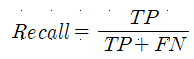 Recall = TP / TP + FN